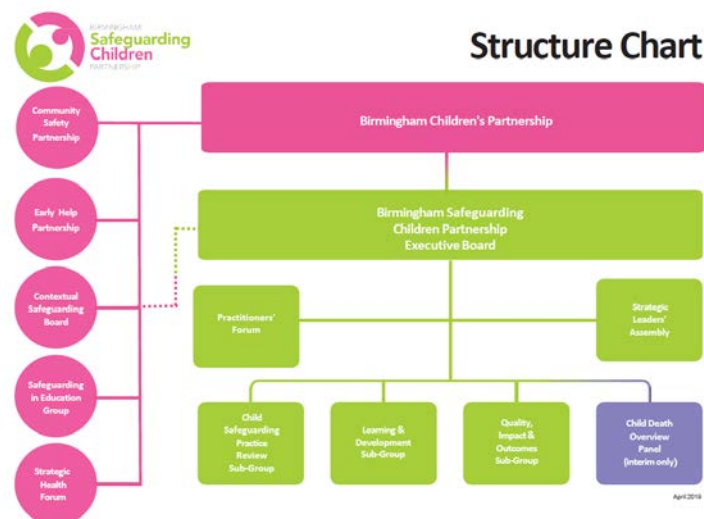 BIRMINGHAM
Safeguarding
Children
PARTNERSHIP
Structure Chart
Community
Safety
Partnership
Early Help
Partnership
Contextual
Safeguarding
Board
Safeguarding
in Education
Group
Strategic
Health
Forum
Birmingham Children's Partnership
Birmingham Safeguarding
Children Partnership
Executive Board
Practitioners'
Forum
Strategic
Leaders'
Assembly
Child
Safeguarding
Practice
Review
Sub-Group
Learning &
Development
Sub-Group
Quality,
Impact &
Outcomes
Sub-Group
Child Death
Overview
Panel
(interim only)
April 2019